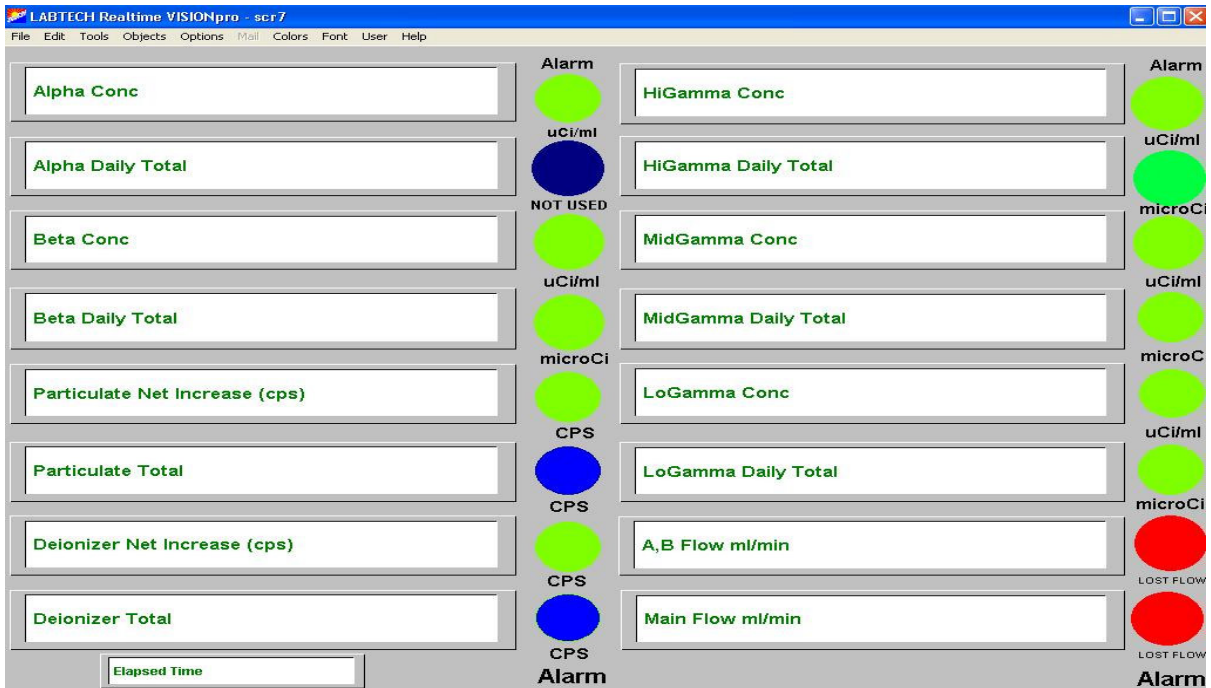 LABTECH Realtime VISIONpro - scr7
File Edit Tools Objects Options Mail Colors Font User Help
Alarm
Alpha Conc
uCi/ml
Alpha Daily Total
NOT USED
Beta Conc
uCi/ml
Beta Daily Total
microCi
Particulate Net Increase (cps)
CPS
Particulate Total
CPS
Deionizer Net Increase (cps)
CPS
Deionizer Total
CPS
Elapsed Time
Alarm
Alarm
HiGamma Conc
uCi/ml
HiGamma Daily Total
microCi
MidGamma Conc
uCi/ml
MidGamma Daily Total
microC
LoGamma Conc
uCi/ml
LoGamma Daily Total
microCi
A,B Flow ml/min
LOST FLOW
Main Flow ml/min
LOST FLOW
Alarm